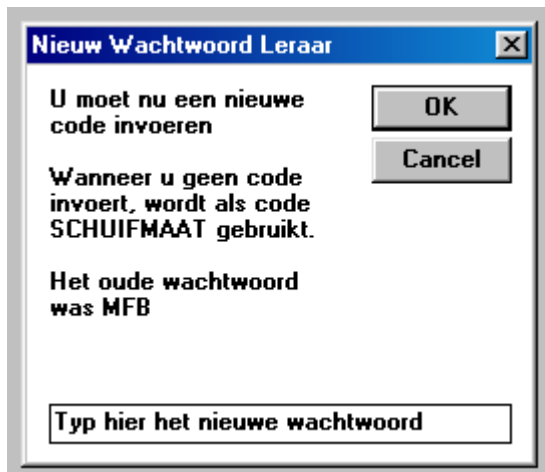 Nieuw Wachtwoord Leraar
U moet nu een nieuwe
code invoeren
OK
Cancel
Wanneer u geen code
invoert, wordt als code
SCHUIFMAAT gebruikt.
Het oude wachtwoord
was MFB
Typ hier het nieuwe wachtwoord